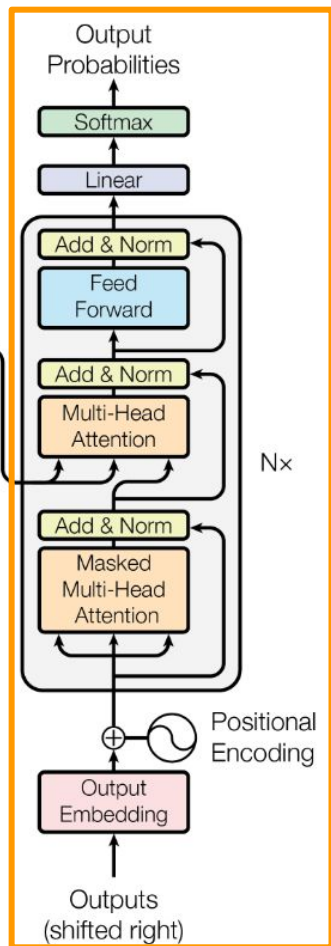 Output
Probabilities
Softmax
Linear
Add & Norm
Feed
Forward
Add & Norm
Multi-Head
Attention
N×
Add & Norm
Masked
Multi-Head
Attention
Positional
Encoding
Output
Embedding
Outputs
(shifted right)